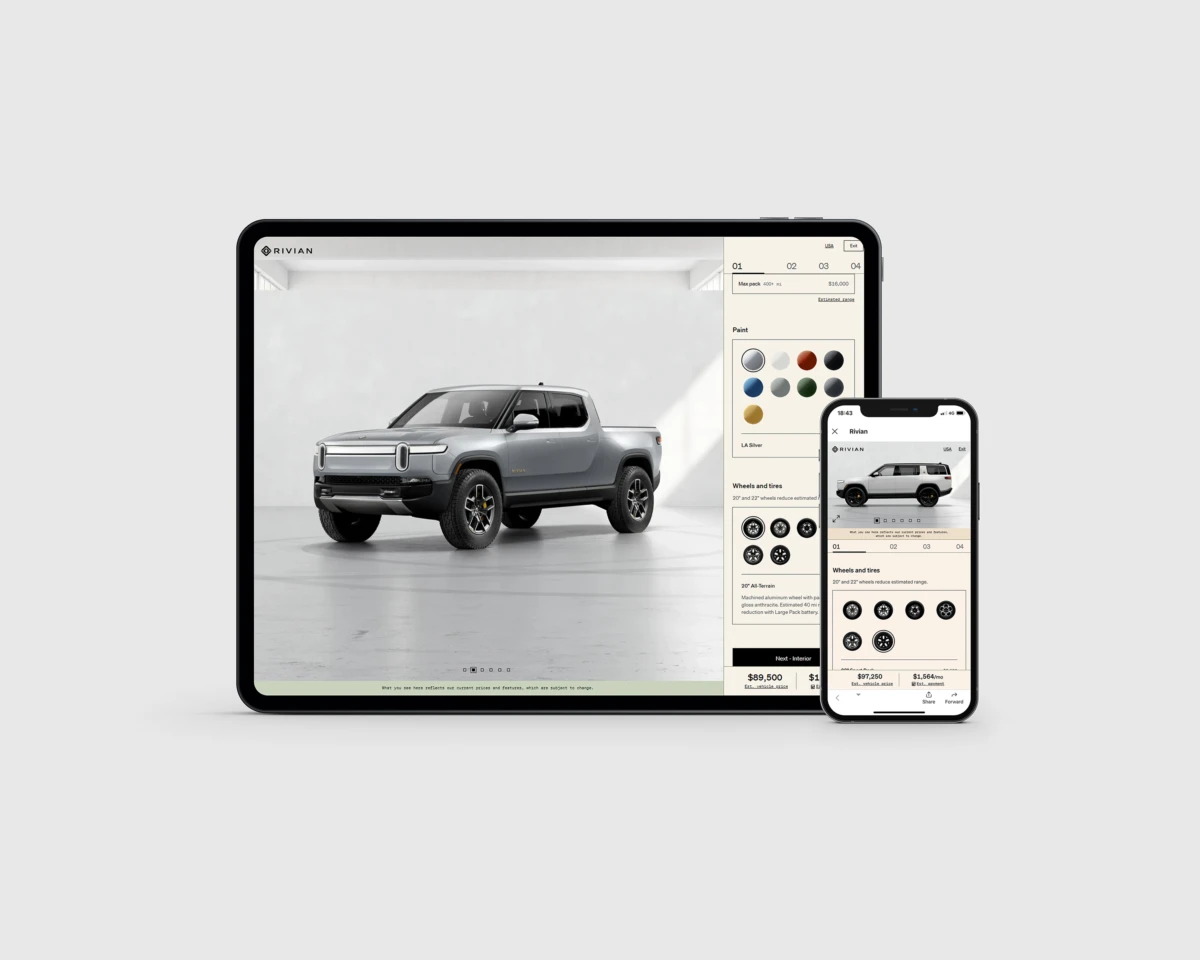 RIVIAN
USA
Exit
01 02 03 04
Max pack 400+ mi $16,000
Estimated range
Paint
LA Silver
Wheels and tires
20" and 22" wheels reduce estimated
20" All-Terrain
Machined aluminum wheel with
gloss anthracite. Estimated 40 mi
reduction with Large Pack battery.
Next - Interior
$89,500
Est. vehicle price
What you see here reflects our current prices and features, which are subject to change.
18:43
4G
Rivian
RIVIAN
USA
Exit
What you see here reflects our current prices and features,
which are subject to change.
01 02 03 04
Wheels and tires
20" and 22" wheels reduce estimated range.
$97,250
Est. vehicle price
$1,564/mo
Est. payment
Share
Forward